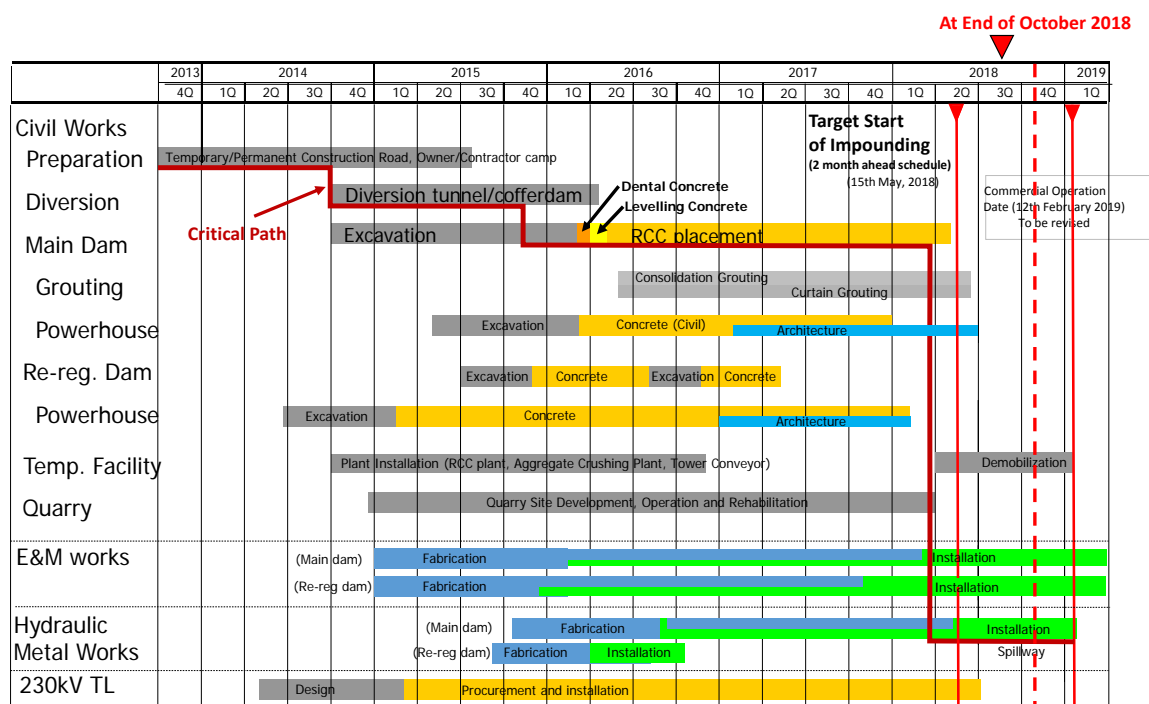 At End of October 2018
2013 2014 2015 2016 2017 2018 2019
4Q 1Q 2Q 3Q 4Q 1Q 2Q 3Q 4Q 1Q 2Q 3Q 4Q 1Q 2Q 3Q 4Q 1Q 2Q 3Q 4Q 1Q
Civil Works
Target Start
of Impounding
(2 month ahead schedule)
(15th May, 2018)
Preparation
Temporary/Permanent Construction Road, Owner/Contractor camp
Commercial Operation
Date (12th February 2019)
To be revised
Diversion
Diversion tunnel/cofferdam
Dental Concrete
Levelling Concrete
Critical Path
Main Dam
Excavation
RCC placement
Grouting
Consolidation Grouting
Curtain Grouting
Powerhouse
Excavation
Concrete (Civil)
Architecture
Re-reg. Dam
Excavation
Concrete
Excavation
Concrete
Powerhouse
Excavation
Concrete
Architecture
Temp. Facility
Plant Installation (RCC plant, Aggregate Crushing Plant, Tower Conveyor)
Demobilization
Quarry
Quarry Site Development, Operation and Rehabilitation
E&M works
(Main dam)
Fabrication
Installation
(Re-reg dam)
Fabrication
Installation
Hydraulic
Metal Works
(Main dam)
Fabrication
Installation
(Re-reg dam)
Fabrication
Installation
Spillway
230kV TL
Design
Procurement and installation